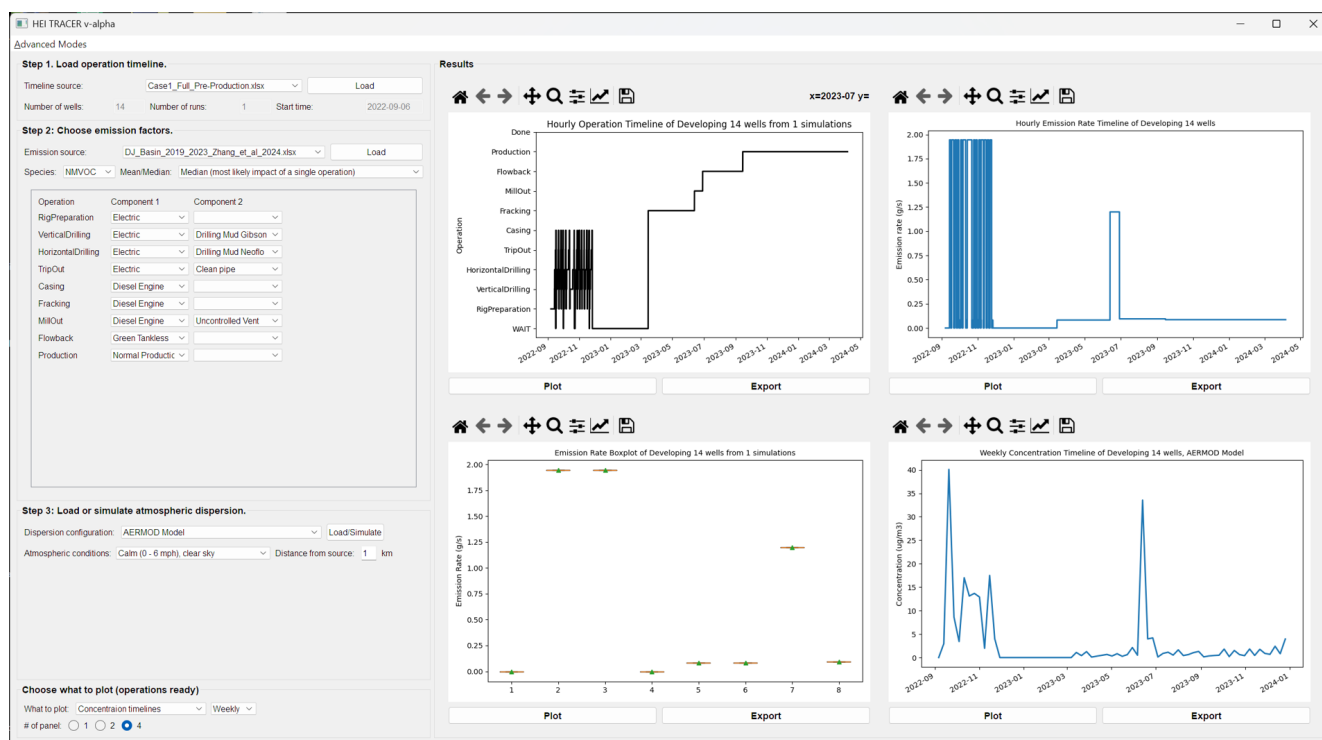 HEI TRACER v-alpha
Advanced Modes
Step 1. Load operation timeline.
Timeline source: Case1_Full_Pre-Production.xlsx Load
Number of wells: 14 Number of runs: 1 Start time: 2022-09-06
Step 2: Choose emission factors.
Emission source: DJ_Basin_2019_2023_Zhang_et_al_2024.xlsx Load
Species: NMVOC Mean/Median: Median (most likely impact of a single operation)
Operation Component 1 Component 2
RigPreparation Electric
VerticalDrilling Electric Drilling Mud Gibson
HorizontalDrilling Electric Drilling Mud Neoflo
TripOut Electric Clean pipe
Casing Diesel Engine
Fracking Diesel Engine
MillOut Diesel Engine Uncontrolled Vent
Flowback Green Tankless
Production Normal Productic
Step 3: Load or simulate atmospheric dispersion.
Dispersion configuration: AERMOD Model Load/Simulate
Atmospheric conditions: Calm (0 - 6 mph), clear sky Distance from source: 1 km
Choose what to plot (operations ready)
What to plot: Concentraion timelines Weekly
# of panel: 1 2 4
Results
x=2023-07 y=
Hourly Operation Timeline of Developing 14 wells from 1 simulations
Operation
Done
Production
Flowback
MillOut
Fracking
Casing
TripOut
HorizontalDrilling
VerticalDrilling
RigPreparation
WAIT
2022-09 2022-11 2023-01 2023-03 2023-05 2023-07 2023-09 2023-11 2024-01 2024-03 2024-05
Plot Export
Hourly Emission Rate Timeline of Developing 14 wells
Emission rate (g/s)
2.00
1.75
1.50
1.25
1.00
0.75
0.50
0.25
0.00
2022-09 2022-11 2023-01 2023-03 2023-05 2023-07 2023-09 2023-11 2024-01 2024-03 2024-05
Plot Export
Emission Rate Boxplot of Developing 14 wells from 1 simulations
Emission Rate (g/s)
2.00
1.75
1.50
1.25
1.00
0.75
0.50
0.25
0.00
1 2 3 4 5 6 7 8
Plot Export
Weekly Concentration Timeline of Developing 14 wells, AERMOD Model
Concentration (ug/m3)
40
35
30
25
20
15
10
5
0
2022-09 2022-11 2023-01 2023-03 2023-05 2023-07 2023-09 2023-11 2024-01
Plot Export